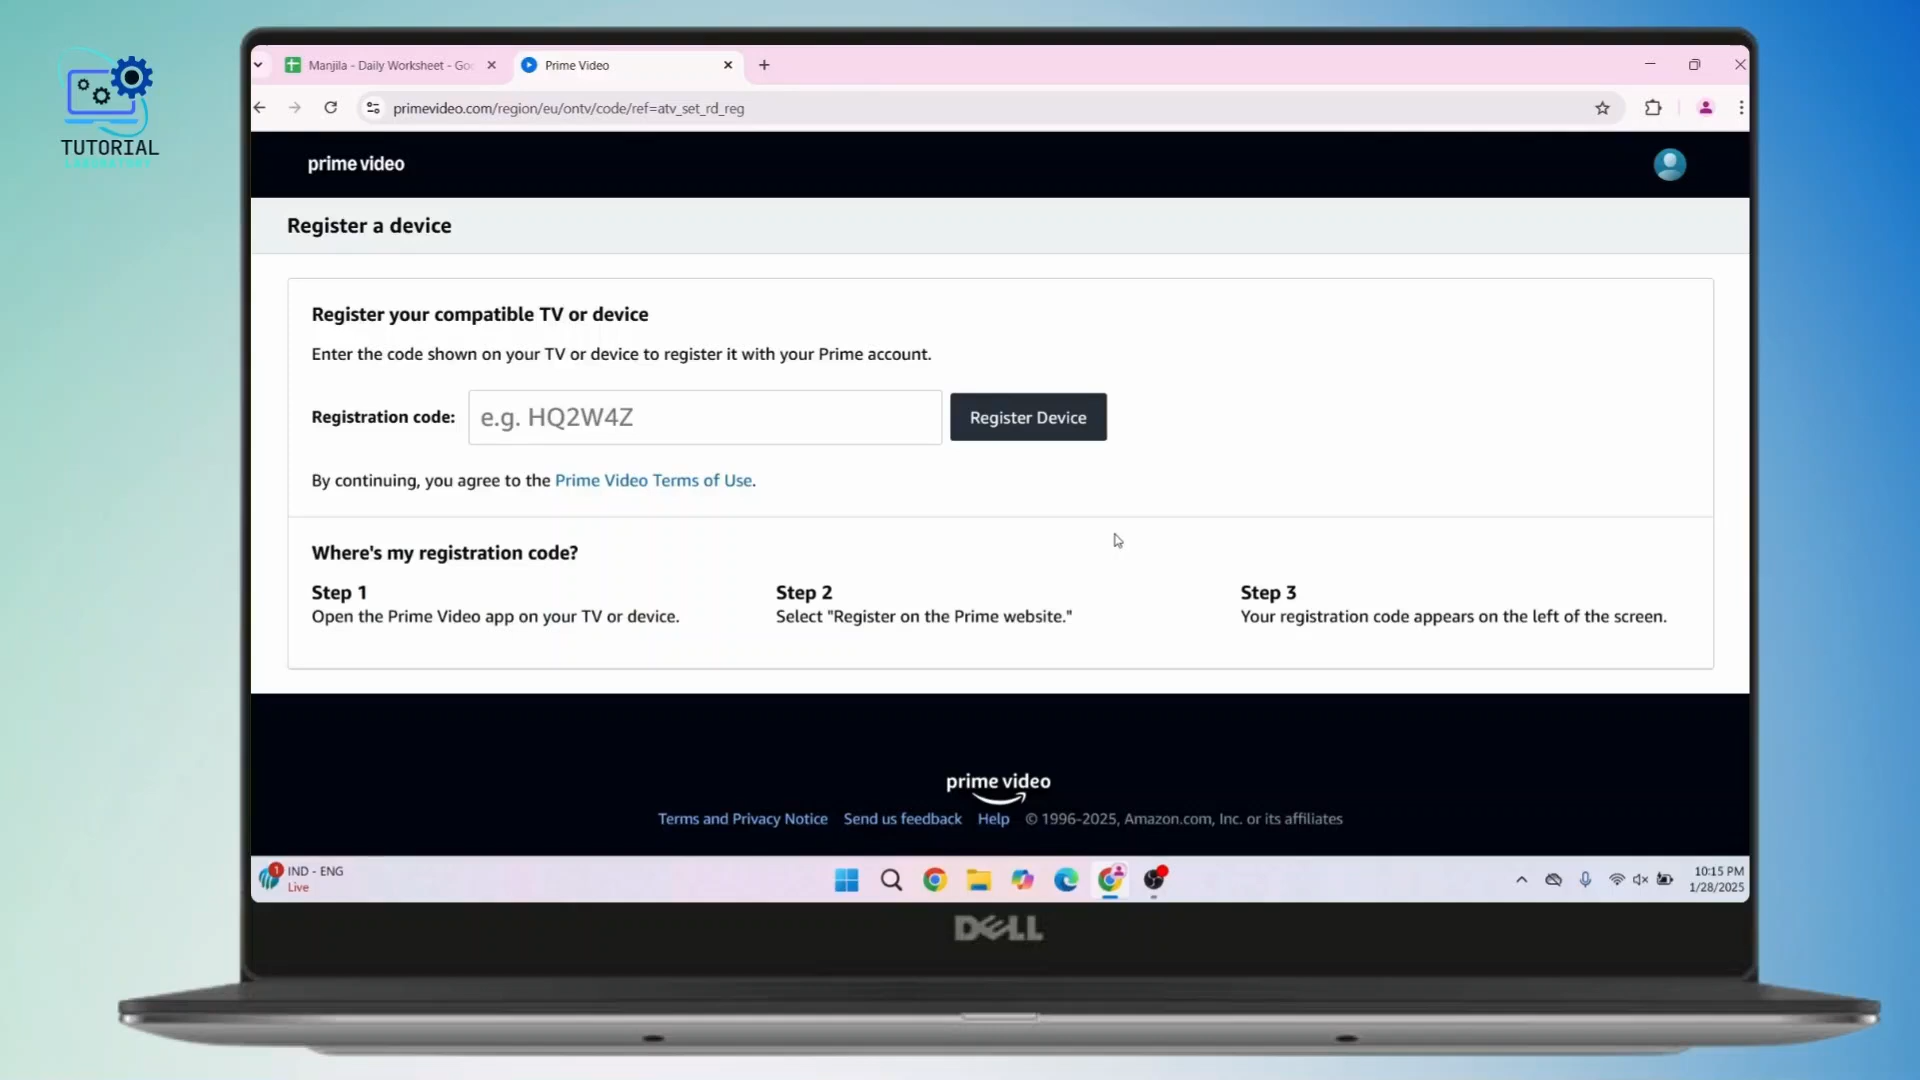 TUTORIAL
LABORATORY
Manjila - Daily Worksheet - Goo
Prime Video
primevideo.com/region/eu/ontv/code/ref=atv_set_rd_reg
prime video
Register a device
Register your compatible TV or device
Enter the code shown on your TV or device to register it with your Prime account.
Registration code:
e.g. HQ2W4Z
Register Device
By continuing, you agree to the Prime Video Terms of Use.
Where's my registration code?
Step 1
Open the Prime Video app on your TV or device.
Step 2
Select "Register on the Prime website."
Step 3
Your registration code appears on the left of the screen.
prime video
Terms and Privacy Notice Send us feedback Help © 1996-2025, Amazon.com, Inc. or its affiliates
1
IND - ENG
Live
10:15 PM
1/28/2025
DELL